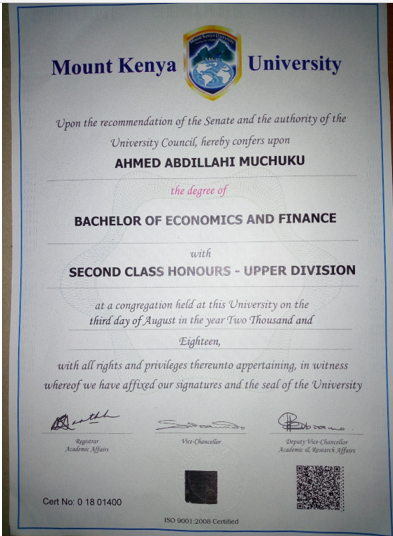 Mount Kenya University
Upon the recommendation of the Senate and the authority of the
University Council, hereby confers upon
AHMED ABDILLAHI MUCHUKU
the degree of
BACHELOR OF ECONOMICS AND FINANCE
with
SECOND CLASS HONOURS - UPPER DIVISION
at a congregation held at this University on the
third day of August in the year Two Thousand and
Eighteen,
with all rights and privileges thereunto appertaining, in witness
whereof we have affixed our signatures and the seal of the University
Registrar
Academic Affairs
Vice-Chancellor
Deputy Vice-Chancellor
Academic & Research Affairs
Cert No: 0 18 01400
ISO 9001:2008 Certified